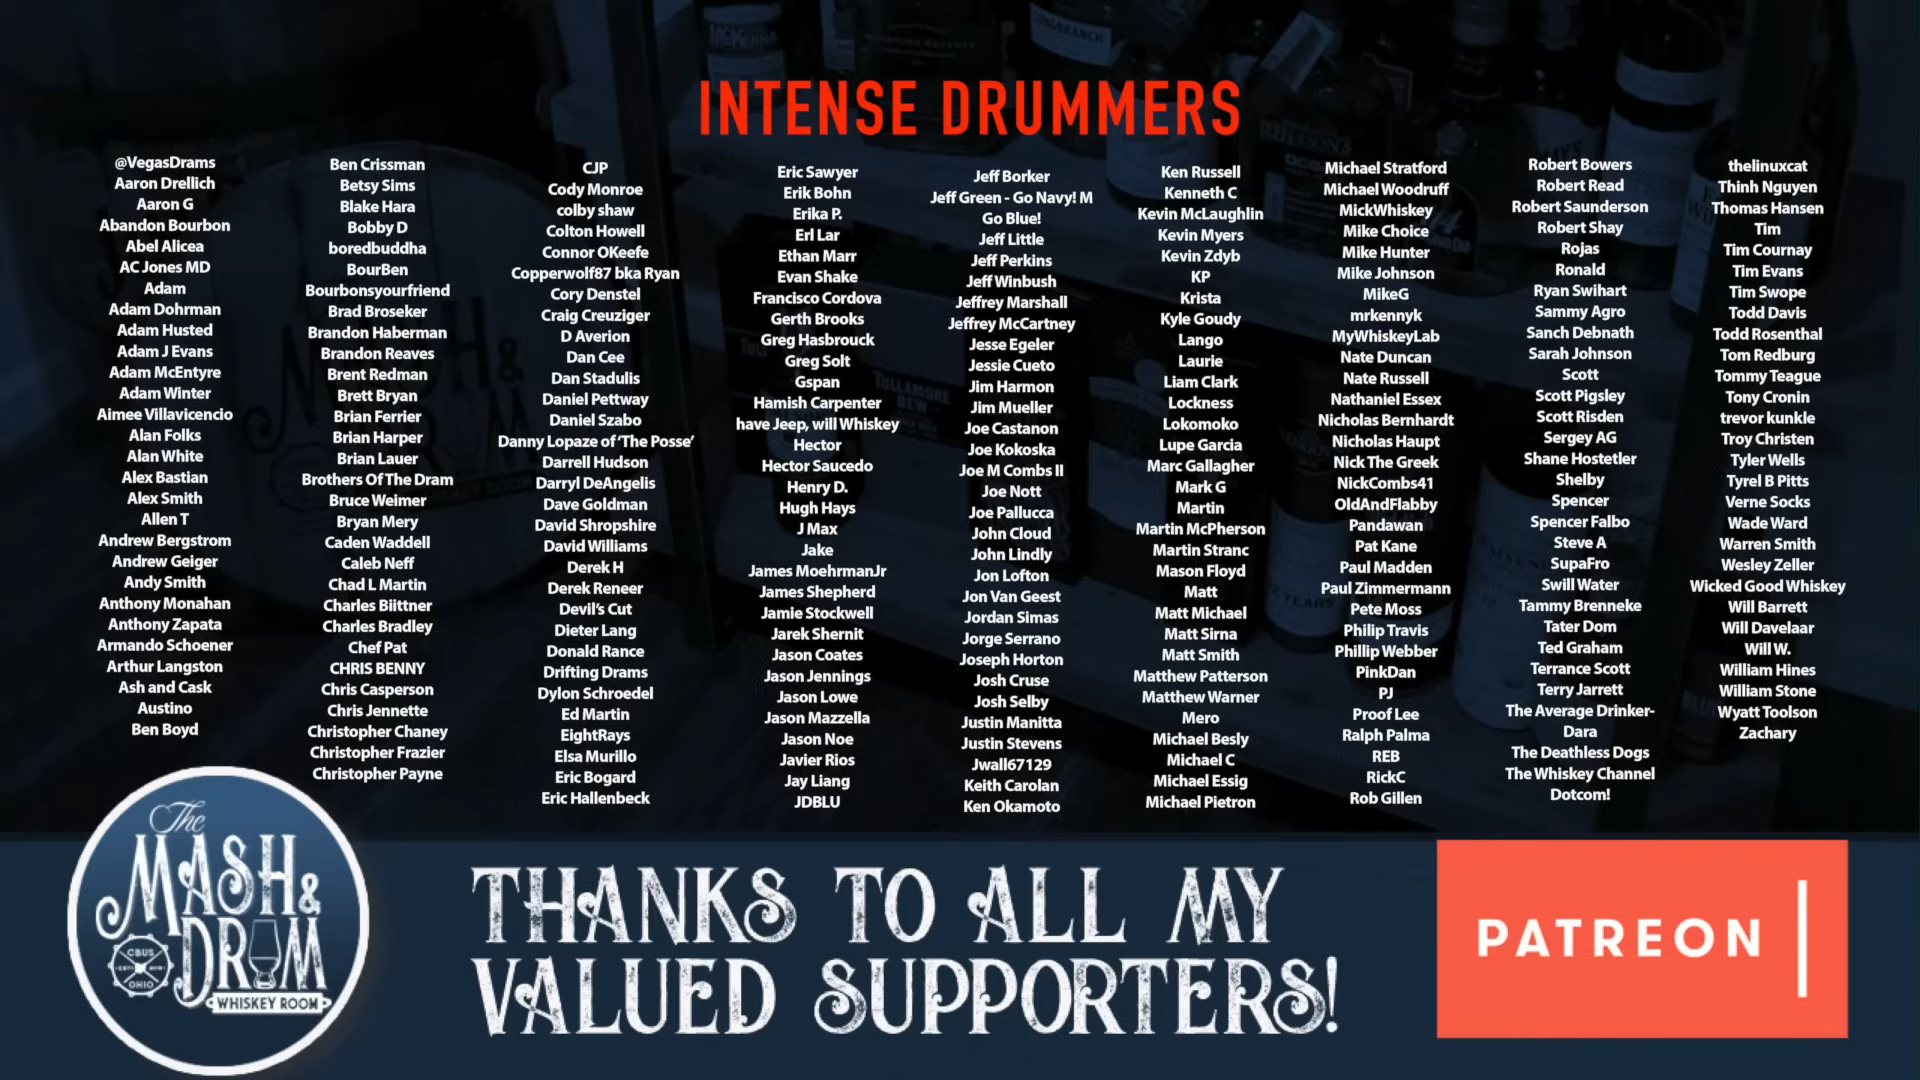 INTENSE DRUMMERS
@VegasDrams
Aaron Drellich
Aaron G
Abandon Bourbon
Abel Alicea
AC Jones MD
Adam
Adam Dohrman
Adam Husted
Adam J Evans
Adam McEntyre
Adam Winter
Aimee Villavicencio
Alan Folks
Alan White
Alex Bastian
Alex Smith
Allen T
Andrew Bergstrom
Andrew Geiger
Andy Smith
Anthony Monahan
Anthony Zapata
Armando Schoener
Arthur Langston
Ash and Cask
Austino
Ben Boyd
Ben Crissman
Betsy Sims
Blake Hara
Bobby D
boredbuddha
BourBen
Bourbonsyourfriend
Brad Broseker
Brandon Haberman
Brandon Reaves
Brent Redman
Brett Bryan
Brian Ferrier
Brian Harper
Brian Lauer
Brothers Of The Dram
Bruce Weimer
Bryan Mery
Caden Waddell
Caleb Neff
Chad L Martin
Charles Biittner
Charles Bradley
Chef Pat
CHRIS BENNY
Chris Casperson
Chris Jennette
Christopher Chaney
Christopher Frazier
Christopher Payne
CJP
Cody Monroe
colby shaw
Colton Howell
Connor OKeefe
Copperwolf87 bka Ryan
Cory Denstel
Craig Creuziger
D Averion
Dan Cee
Dan Stadulis
Daniel Pettway
Daniel Szabo
Danny Lopaze of 'The Posse'
Darrell Hudson
Darryl DeAngelis
Dave Goldman
David Shropshire
David Williams
Derek H
Derek Reneer
Devil's Cut
Dieter Lang
Donald Rance
Drifting Drams
Dylon Schroedel
Ed Martin
EightRays
Elsa Murillo
Eric Bogard
Eric Hallenbeck
Eric Sawyer
Erik Bohn
Erika P.
Erl Lar
Ethan Marr
Evan Shake
Francisco Cordova
Gerth Brooks
Greg Hasbrouck
Greg Solt
Gspan
Hamish Carpenter
have Jeep, will Whiskey
Hector
Hector Saucedo
Henry D.
Hugh Hays
J Max
Jake
James MoehrmanJr
James Shepherd
Jamie Stockwell
Jarek Shernit
Jason Coates
Jason Jennings
Jason Lowe
Jason Mazzella
Jason Noe
Javier Rios
Jay Liang
JDBLU
Jeff Borker
Jeff Green - Go Navy! M
Go Blue!
Jeff Little
Jeff Perkins
Jeff Winbush
Jeffrey Marshall
Jeffrey McCartney
Jesse Egeler
Jessie Cueto
Jim Harmon
Jim Mueller
Joe Castanon
Joe Kokoska
Joe M Combs II
Joe Nott
Joe Pallucca
John Cloud
John Lindly
Jon Lofton
Jon Van Geest
Jordan Simas
Jorge Serrano
Joseph Horton
Josh Cruse
Josh Selby
Justin Manitta
Justin Stevens
Jwall67129
Keith Carolan
Ken Okamoto
Ken Russell
Kenneth C
Kevin McLaughlin
Kevin Myers
Kevin Zdyb
KP
Krista
Kyle Goudy
Lango
Laurie
Liam Clark
Lockness
Lokomoko
Lupe Garcia
Marc Gallagher
Mark G
Martin
Martin McPherson
Martin Stranc
Mason Floyd
Matt
Matt Michael
Matt Sirna
Matt Smith
Matthew Patterson
Matthew Warner
Mero
Michael Besly
Michael C
Michael Essig
Michael Pietron
Michael Stratford
Michael Woodruff
MickWhiskey
Mike Choice
Mike Hunter
Mike Johnson
MikeG
mrkennyk
MyWhiskeyLab
Nate Duncan
Nate Russell
Nathaniel Essex
Nicholas Bernhardt
Nicholas Haupt
Nick The Greek
NickCombs41
OldAndFlabby
Pandawan
Pat Kane
Paul Madden
Paul Zimmermann
Pete Moss
Philip Travis
Phillip Webber
PinkDan
PJ
Proof Lee
Ralph Palma
REB
RickC
Rob Gillen
Robert Bowers
Robert Read
Robert Saunderson
Robert Shay
Rojas
Ronald
Ryan Swihart
Sammy Agro
Sanch Debnath
Sarah Johnson
Scott
Scott Pigsley
Scott Risden
Sergey AG
Shane Hostetler
Shelby
Spencer
Spencer Falbo
Steve A
SupaFro
Swill Water
Tammy Brenneke
Tater Dom
Ted Graham
Terrance Scott
Terry Jarrett
The Average Drinker-
Dara
The Deathless Dogs
The Whiskey Channel
Dotcom!
thelinuxcat
Thinh Nguyen
Thomas Hansen
Tim
Tim Cournay
Tim Evans
Tim Swope
Todd Davis
Todd Rosenthal
Tom Redburg
Tommy Teague
Tony Cronin
trevor kunkle
Troy Christen
Tyler Wells
Tyrel B Pitts
Verne Socks
Wade Ward
Warren Smith
Wesley Zeller
Wicked Good Whiskey
Will Barrett
Will Davelaar
Will W.
William Hines
William Stone
Wyatt Toolson
Zachary
The
MASH &
DRAM
CBUS
OHIO
WHISKEY ROOM
THANKS TO ALL MY
VALUED SUPPORTERS!
PATREON